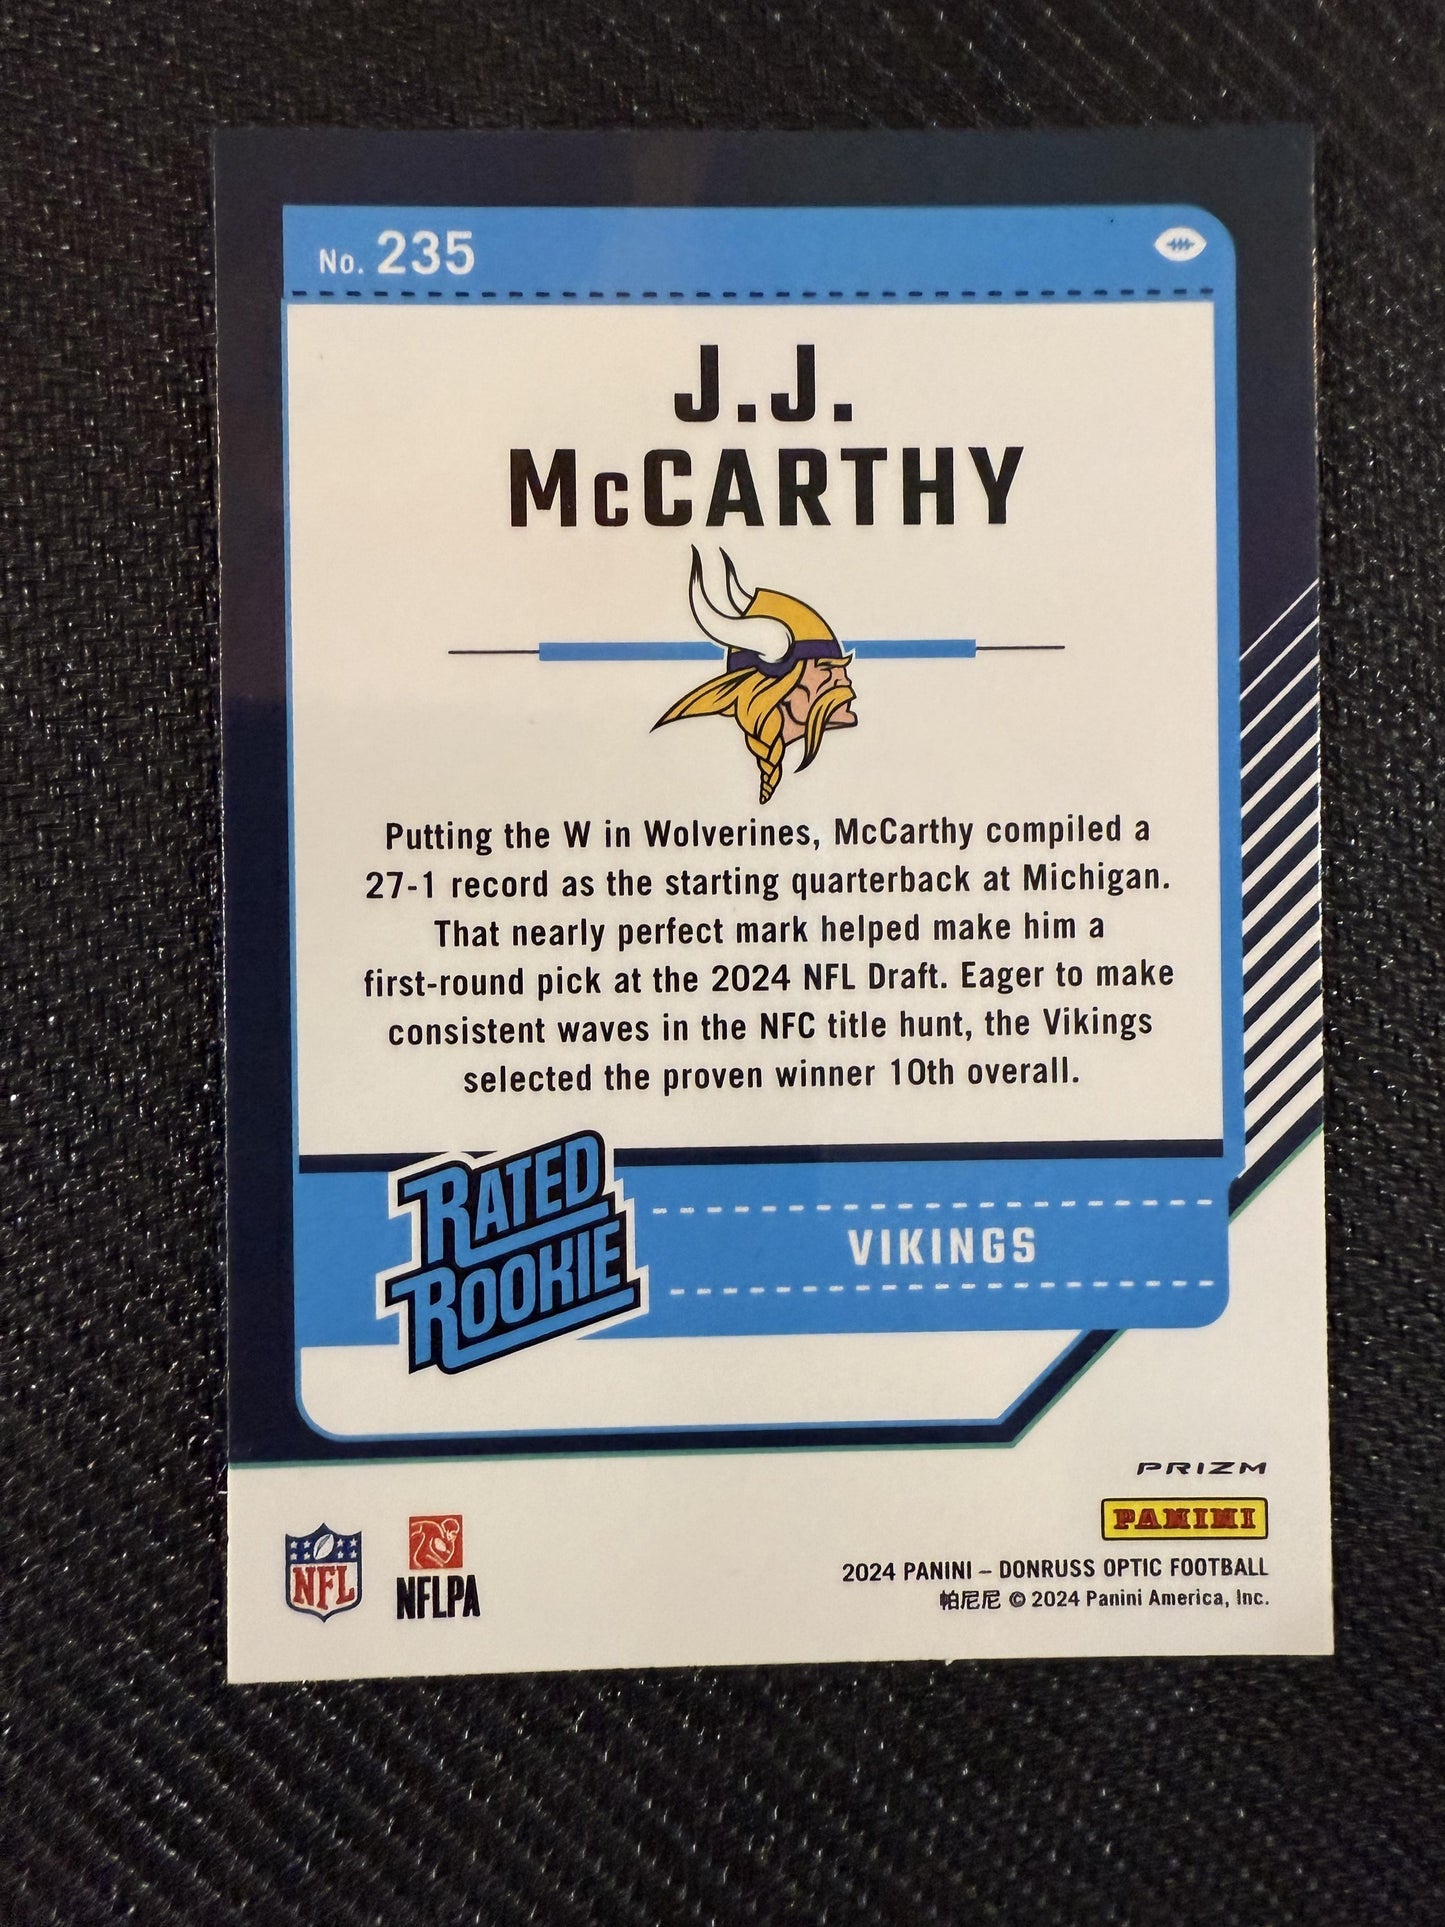 No. 235
J.J.
McCARTHY
Putting the W in Wolverines, McCarthy compiled a
27-1 record as the starting quarterback at Michigan.
That nearly perfect mark helped make him a
first-round pick at the 2024 NFL Draft. Eager to make
consistent waves in the NFC title hunt, the Vikings
selected the proven winner 10th overall.
RATED
ROOKIE
VIKINGS
PRIZM
PANINI
NFL
NFLPA
2024 PANINI – DONRUSS OPTIC FOOTBALL
帕尼尼 © 2024 Panini America, Inc.